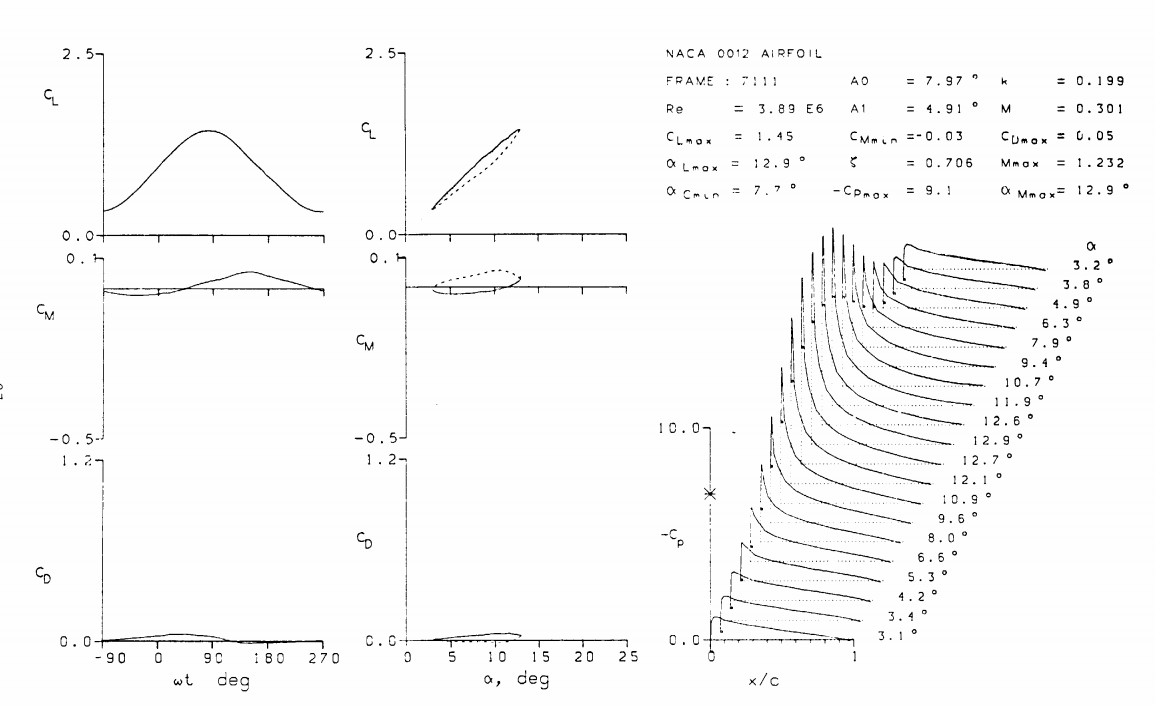 NACA 0012 AIRFOIL
FRAME : 7111 A0 = 7.97 ° k = 0.199
Re = 3.89 E6 A1 = 4.91 ° M = 0.301
CLmax = 1.45 CMmin =-0.03 CDmax = 0.05
α Lmax = 12.9 ° ζ = 0.706 Mmax = 1.232
α Cmin = 7.7 ° -CPmax = 9.1 α Mmax= 12.9 °
2.5
CL
0.0
0.1
CM
-0.5
1.2
CD
0.0
-90 0 90 180 270
ωt deg
2.5
CL
0.0
0.1
CM
-0.5
1.2
CD
0.0
0 5 10 15 20 25
α, deg
α
3.2 °
3.8 °
4.9 °
6.3 °
7.9 °
9.4 °
10.7 °
11.9 °
12.6 °
12.9 °
12.7 °
12.1 °
10.9 °
9.6 °
8.0 °
6.6 °
5.3 °
4.2 °
3.4 °
3.1 °
10.0
-Cp
0.0
0 1
x/c